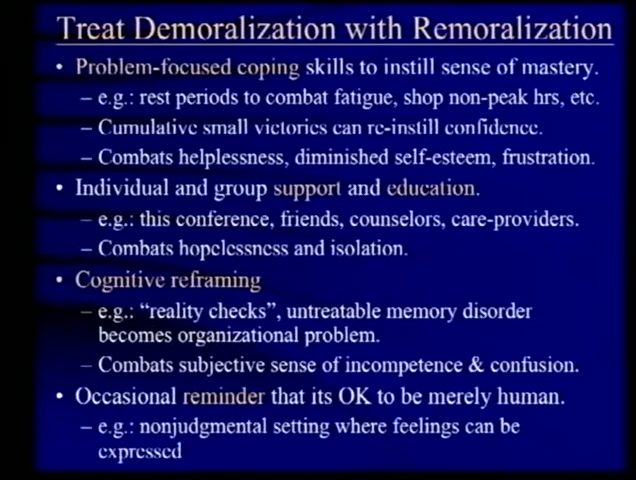 Treat Demoralization with Remoralization
• Problem-focused coping skills to instill sense of mastery.
– e.g.: rest periods to combat fatigue, shop non-peak hrs, etc.
– Cumulative small victories can re-instill confidence.
– Combats helplessness, diminished self-esteem, frustration.
• Individual and group support and education.
– e.g.: this conference, friends, counselors, care-providers.
– Combats hopelessness and isolation.
• Cognitive reframing
– e.g.: “reality checks”, untreatable memory disorder
becomes organizational problem.
– Combats subjective sense of incompetence & confusion.
• Occasional reminder that its OK to be merely human.
– e.g.: nonjudgmental setting where feelings can be
expressed